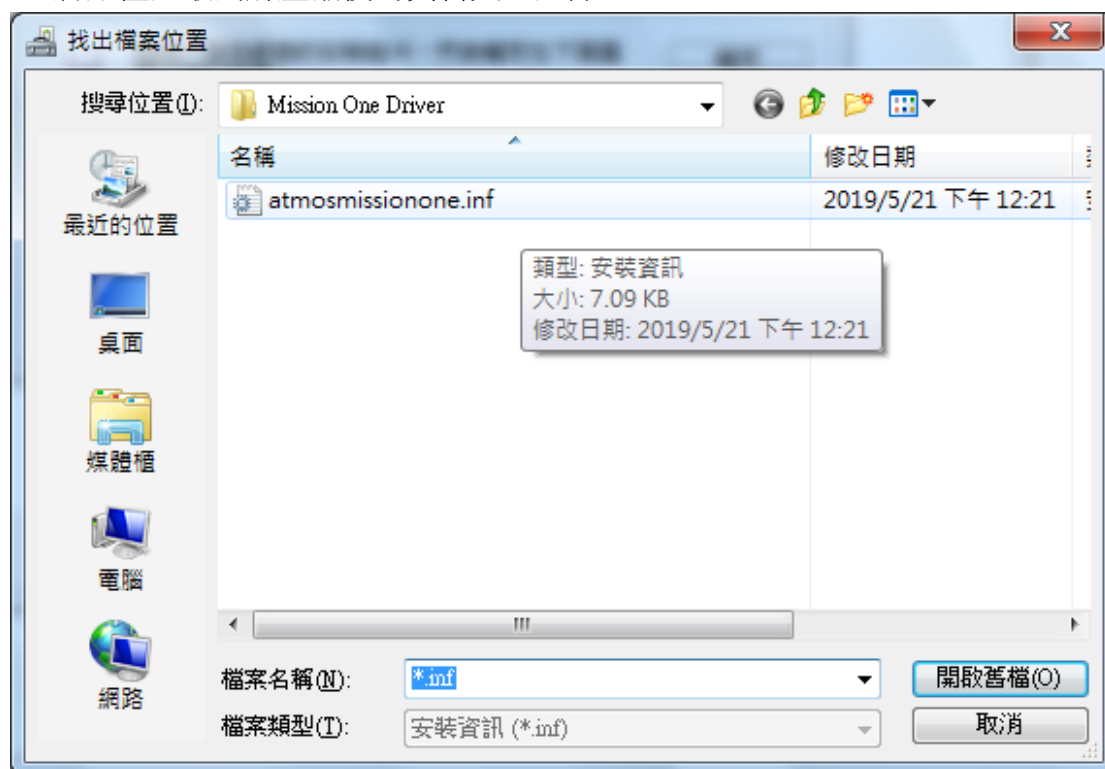 找出檔案位置
搜尋位置(I):
Mission One Driver
名稱
修改日期
atmosmissionone.inf
2019/5/21 下午 12:21
類型: 安裝資訊
大小: 7.09 KB
修改日期: 2019/5/21 下午 12:21
最近的位置
桌面
媒體櫃
電腦
網路
檔案名稱(N):
*.inf
開啟舊檔(O)
檔案類型(T):
安裝資訊 (*.inf)
取消